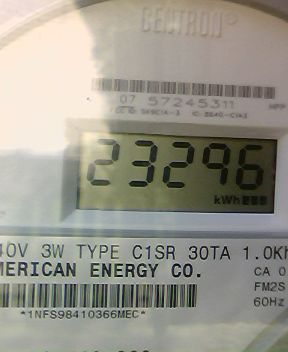 CENTRON®
07 57245311
23296
kWh
40V 3W TYPE C1SR 30TA 1.0Kh
MERICAN ENERGY CO.
CA 0
FM2S
60Hz
*1NFS98410366MEC*